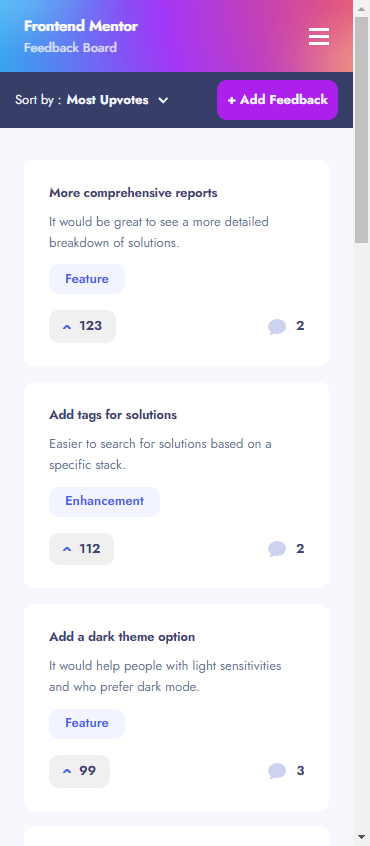 Frontend Mentor
Feedback Board
Sort by : Most Upvotes
+ Add Feedback
More comprehensive reports
It would be great to see a more detailed
breakdown of solutions.
Feature
123
2
Add tags for solutions
Easier to search for solutions based on a
specific stack.
Enhancement
112
2
Add a dark theme option
It would help people with light sensitivities
and who prefer dark mode.
Feature
99
3